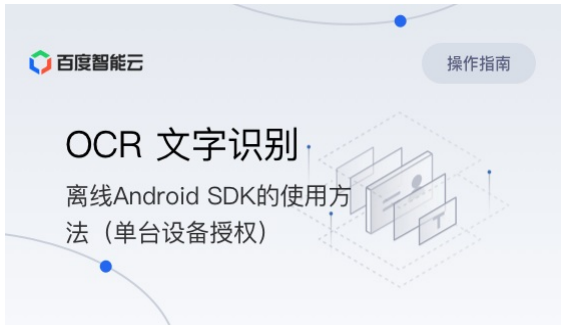 百度智能云
操作指南
OCR 文字识别
离线Android SDK的使用方
法（单台设备授权）
T